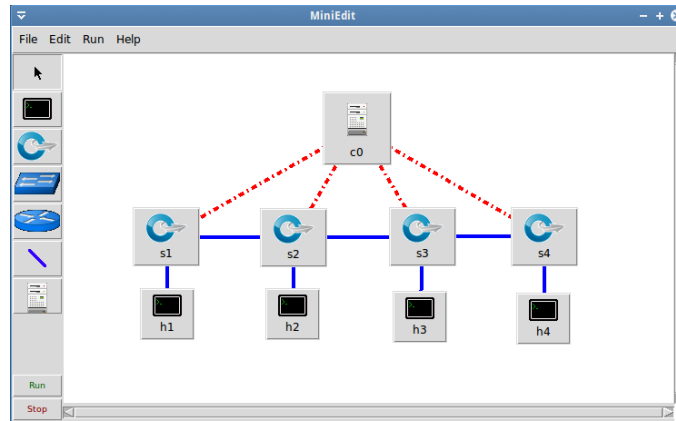 MiniEdit
File Edit Run Help
c0
s1 s2 s3 s4
h1 h2 h3 h4
Run
Stop